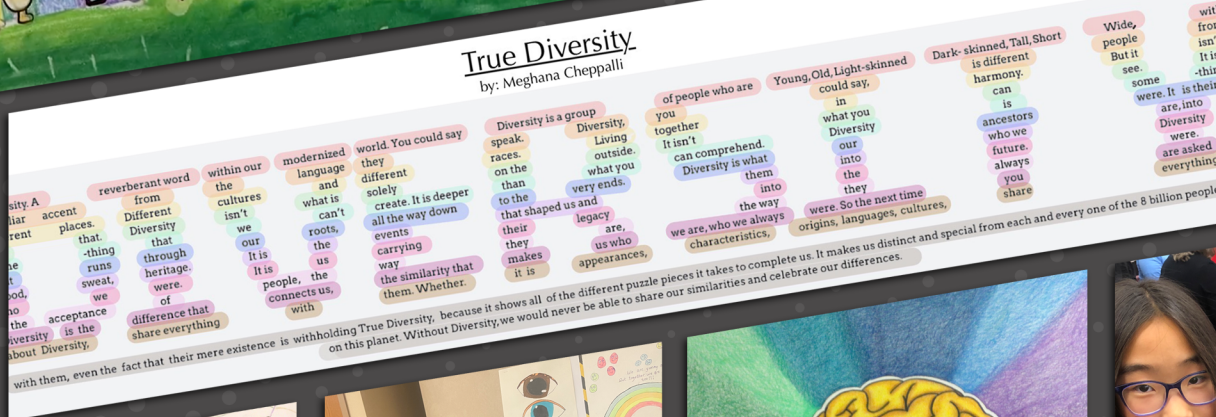 True Diversity
by: Meghana Cheppalli
reverberant word within our modernized world. You could say Diversity is a group of people who are Young, Old, Light-skinned Dark- skinned, Tall, Short Wide,
accent from the language they speak. Diversity, you could say, is different people
places. Different cultures and different races. Living together in harmony. But it isn't
that. Diversity isn't what is solely on the outside. It isn't what you can see. It is
-thing that we can't create. It is deeper than what you can comprehend. Diversity is some
runs through our roots, all the way down to the very ends. Diversity is what our ancestors were. It is their
sweat, heritage. It is the events that shaped us and them into who we are, into
we were. It is us carrying their legacy into the future. Diversity
the acceptance of people, the way they are, the way they always were.
is the difference that connects us, the similarity that makes us who we are, who we always were. So the next time you are asked
about Diversity, share everything with them. Whether it is appearances, characteristics, origins, languages, cultures, share everything
with them, even the fact that their mere existence is withholding True Diversity, because it shows all of the different puzzle pieces it takes to complete us. It makes us distinct and special from each and every one of the 8 billion people
on this planet. Without Diversity, we would never be able to share our similarities and celebrate our differences.